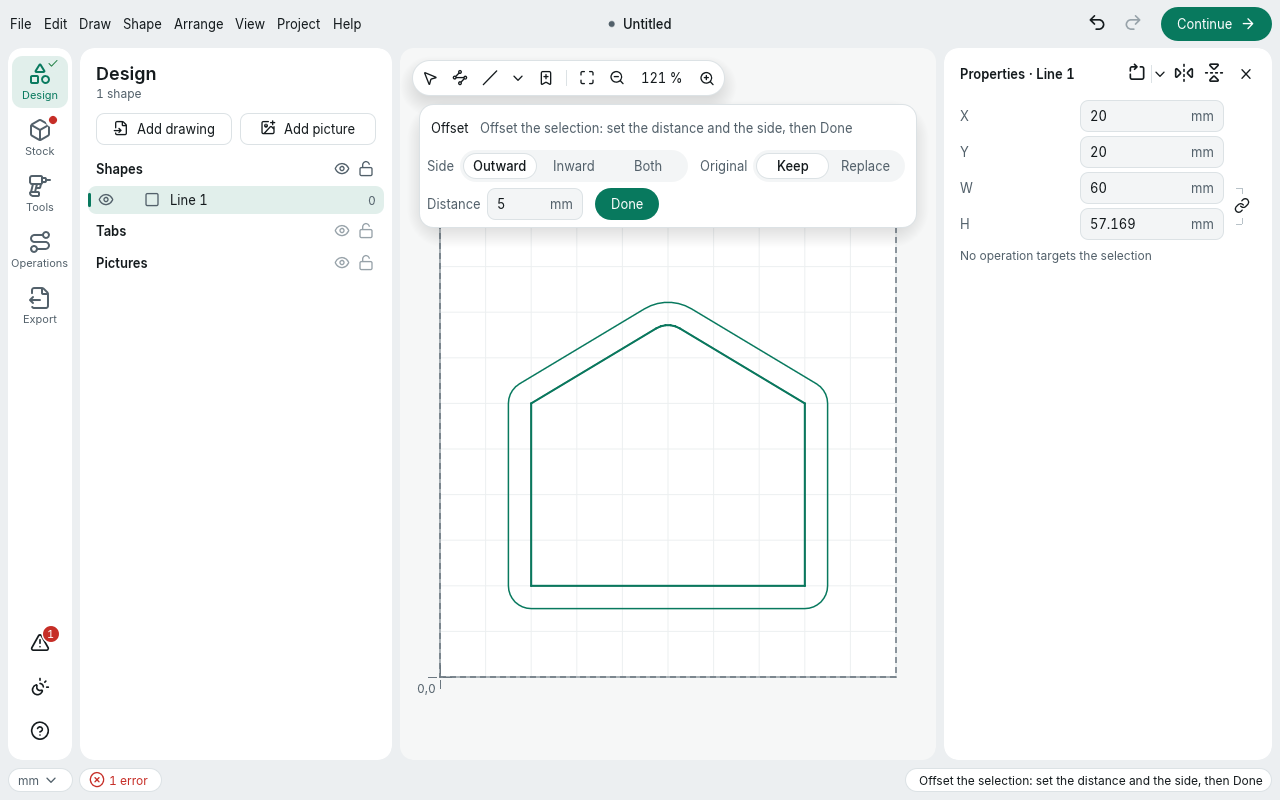 File Edit Draw Shape Arrange View Project Help
Untitled
Continue
Design
Stock
Tools
Operations
Export
1
Design
1 shape
Add drawing
Add picture
Shapes
Line 1 0
Tabs
Pictures
121 %
Offset Offset the selection: set the distance and the side, then Done
Side Outward Inward Both Original Keep Replace
Distance 5 mm Done
0,0
Properties · Line 1
X 20 mm
Y 20 mm
W 60 mm
H 57.169 mm
No operation targets the selection
mm
1 error
Offset the selection: set the distance and the side, then Done